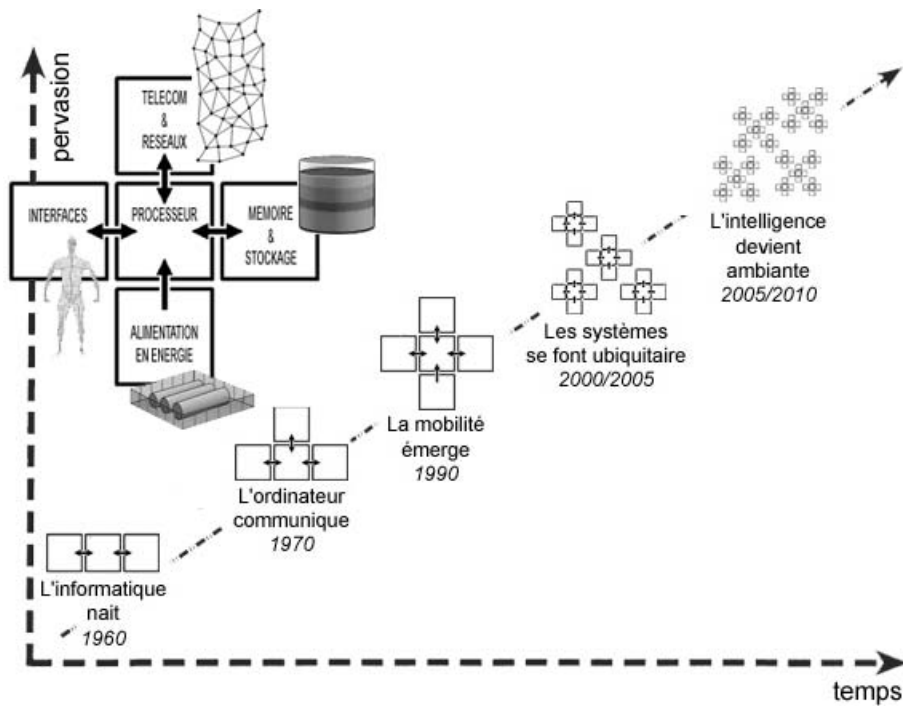 pervasion
TELECOM
&
RESEAUX
INTERFACES
PROCESSEUR
MEMOIRE
&
STOCKAGE
ALIMENTATION
EN ENERGIE
L'informatique
nait
1960
L'ordinateur
communique
1970
La mobilité
émerge
1990
Les systèmes
se font ubiquitaire
2000/2005
L'intelligence
devient
ambiante
2005/2010
temps